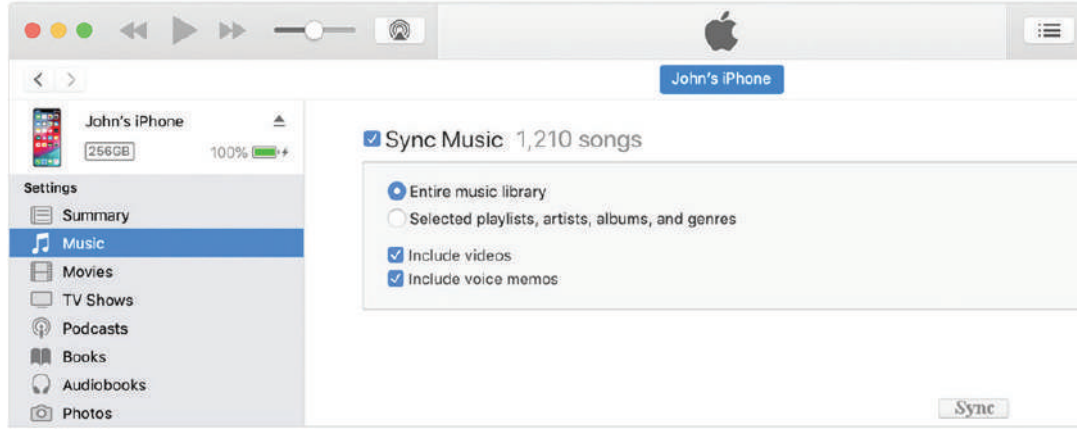 John's iPhone
John's iPhone
256GB 100%
Sync Music 1,210 songs
Settings
Entire music library
Summary
Selected playlists, artists, albums, and genres
Music
Include videos
Movies
Include voice memos
TV Shows
Podcasts
Books
Audiobooks
Photos
Sync